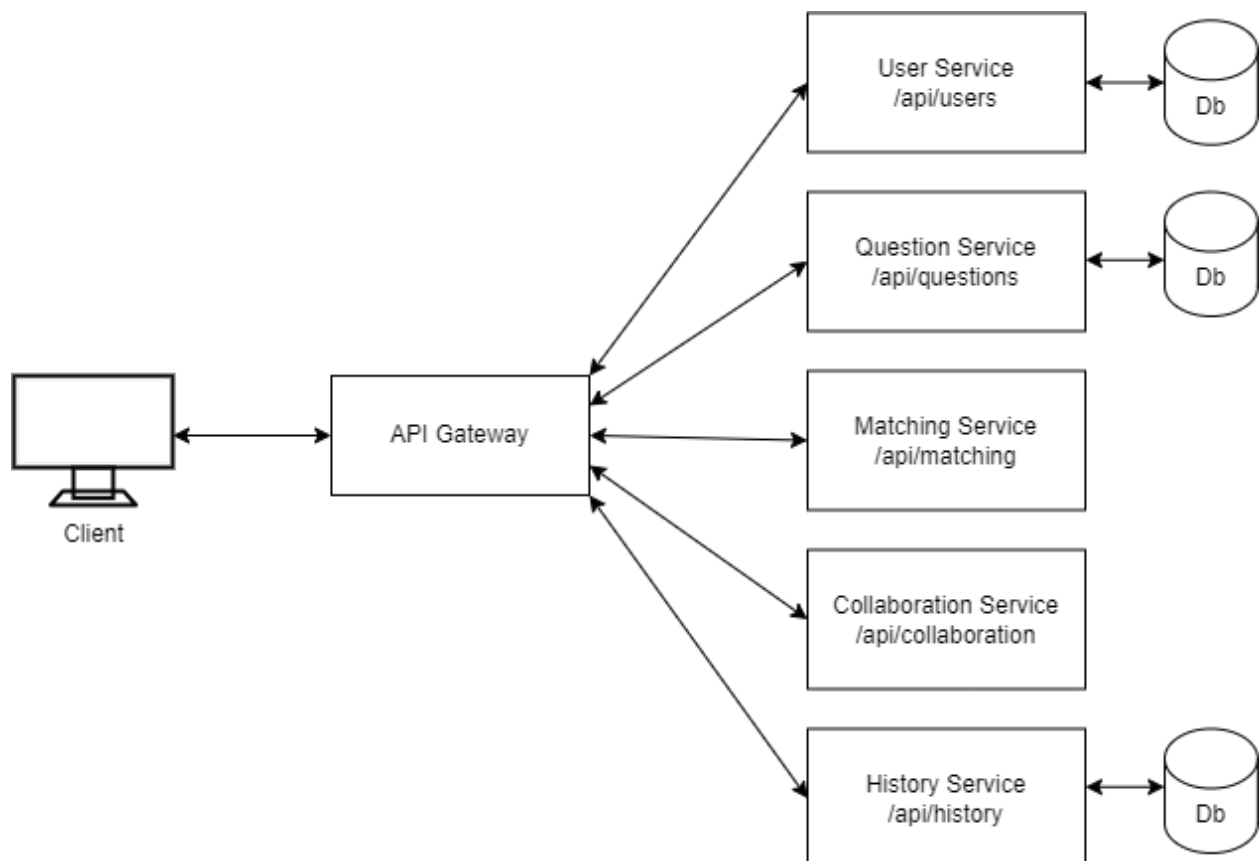 User Service
/api/users
Db
Question Service
/api/questions
Db
API Gateway
Matching Service
/api/matching
Client
Collaboration Service
/api/collaboration
History Service
/api/history
Db